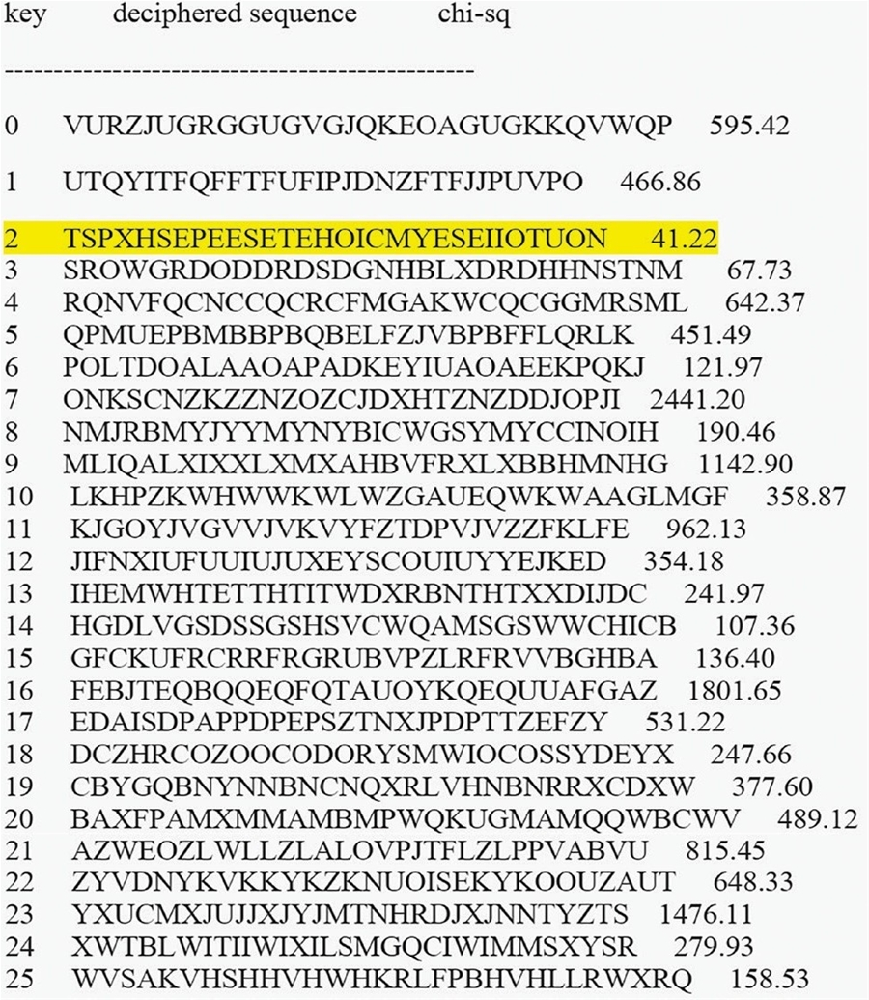 key deciphered sequence chi-sq
------------------------------------------------
0 VURZJUGRGGUGVGJQKEOAGUGKKQVWQP 595.42
1 UTQYITFQFFTFUFIPJDNZFTFJJPUVPO 466.86
2 TSPXHSEPEESETEHOICMYESEIIOTUON 41.22
3 SROWGRDODDRDSDGNHBLXDRDHHNSTNM 67.73
4 RQNVFQCNCCQCRCFMGAKWCQCGGMRSML 642.37
5 QPMUEPBMBBPBQBELFZJVBPBFFLQRLK 451.49
6 POLTDOALAAOAPADKEYIUAOAEEKPQKJ 121.97
7 ONKSCNZKZZNZOZCJDXHTZNZDDJOPJI 2441.20
8 NMJRBMYJYYMYNYBICWGSYMYCCINOIH 190.46
9 MLIQALXIXXLXMXAHBVFRXLXBBHMNHG 1142.90
10 LKHPZKWHWWKWLWZGAUEQWKWAAGLMGF 358.87
11 KJGOYJVGVVJVKVYFZTDPVJVZZFKLFE 962.13
12 JIFNXIUFUUIUJUXEYSCOUIUYYEJKED 354.18
13 IHEMWHTETTHTITWDXRBNTHTXXDIJDC 241.97
14 HGDLVGSDSSGSHSVCWQAMSGSWWCHICB 107.36
15 GFCKUFRCRRFRGRUBVPZLRFRVVBGHBA 136.40
16 FEBJTEQBQQEQFQTAUOYKQEQUUAFGAZ 1801.65
17 EDAISDPAPPDPEPSZTNXJPDPTTZEFZY 531.22
18 DCZHRCOZOOCODORYSMWIOCOSSYDEYX 247.66
19 CBYGQBNYNNBNCNQXRLVHNBNRRXCDXW 377.60
20 BAXFPAMXMMAMBMPWQKUGMAMQQWBCWV 489.12
21 AZWEOZLWLLZLALOVPJTFLZLPPVABVU 815.45
22 ZYVDNYKVKKYKZKNUOISEKYKOOUZAUT 648.33
23 YXUCMXJUJJXJYJMTNHRDJXJNNTYZTS 1476.11
24 XWTBLWITIIWIXILSMGQCIWIMMSXYSR 279.93
25 WVSAKVHSHHVHWHKRLFPBHVHLLRWXRQ 158.53